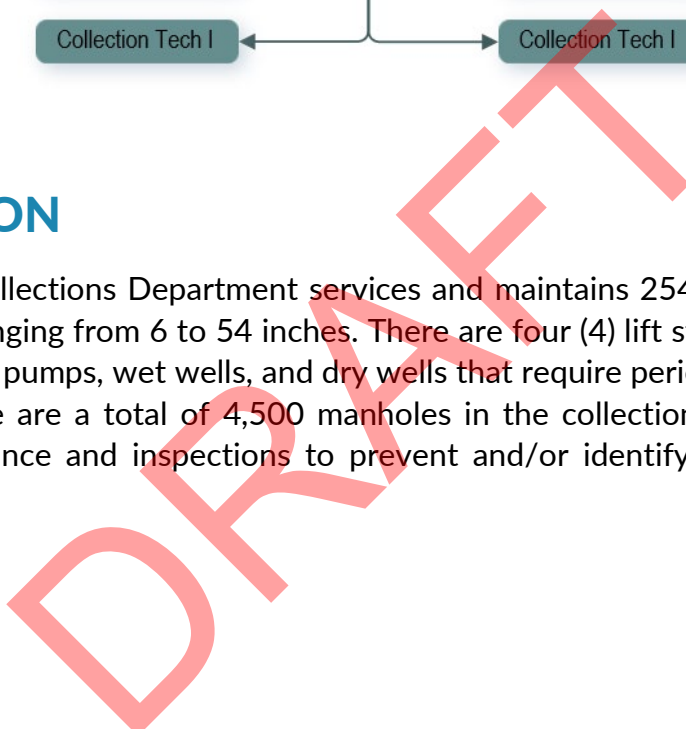 Collection Tech I Collection Tech I
ON
llections Department services and maintains 254
nging from 6 to 54 inches. There are four (4) lift s
pumps, wet wells, and dry wells that require peri
e are a total of 4,500 manholes in the collection
nce and inspections to prevent and/or identify
DRAFT